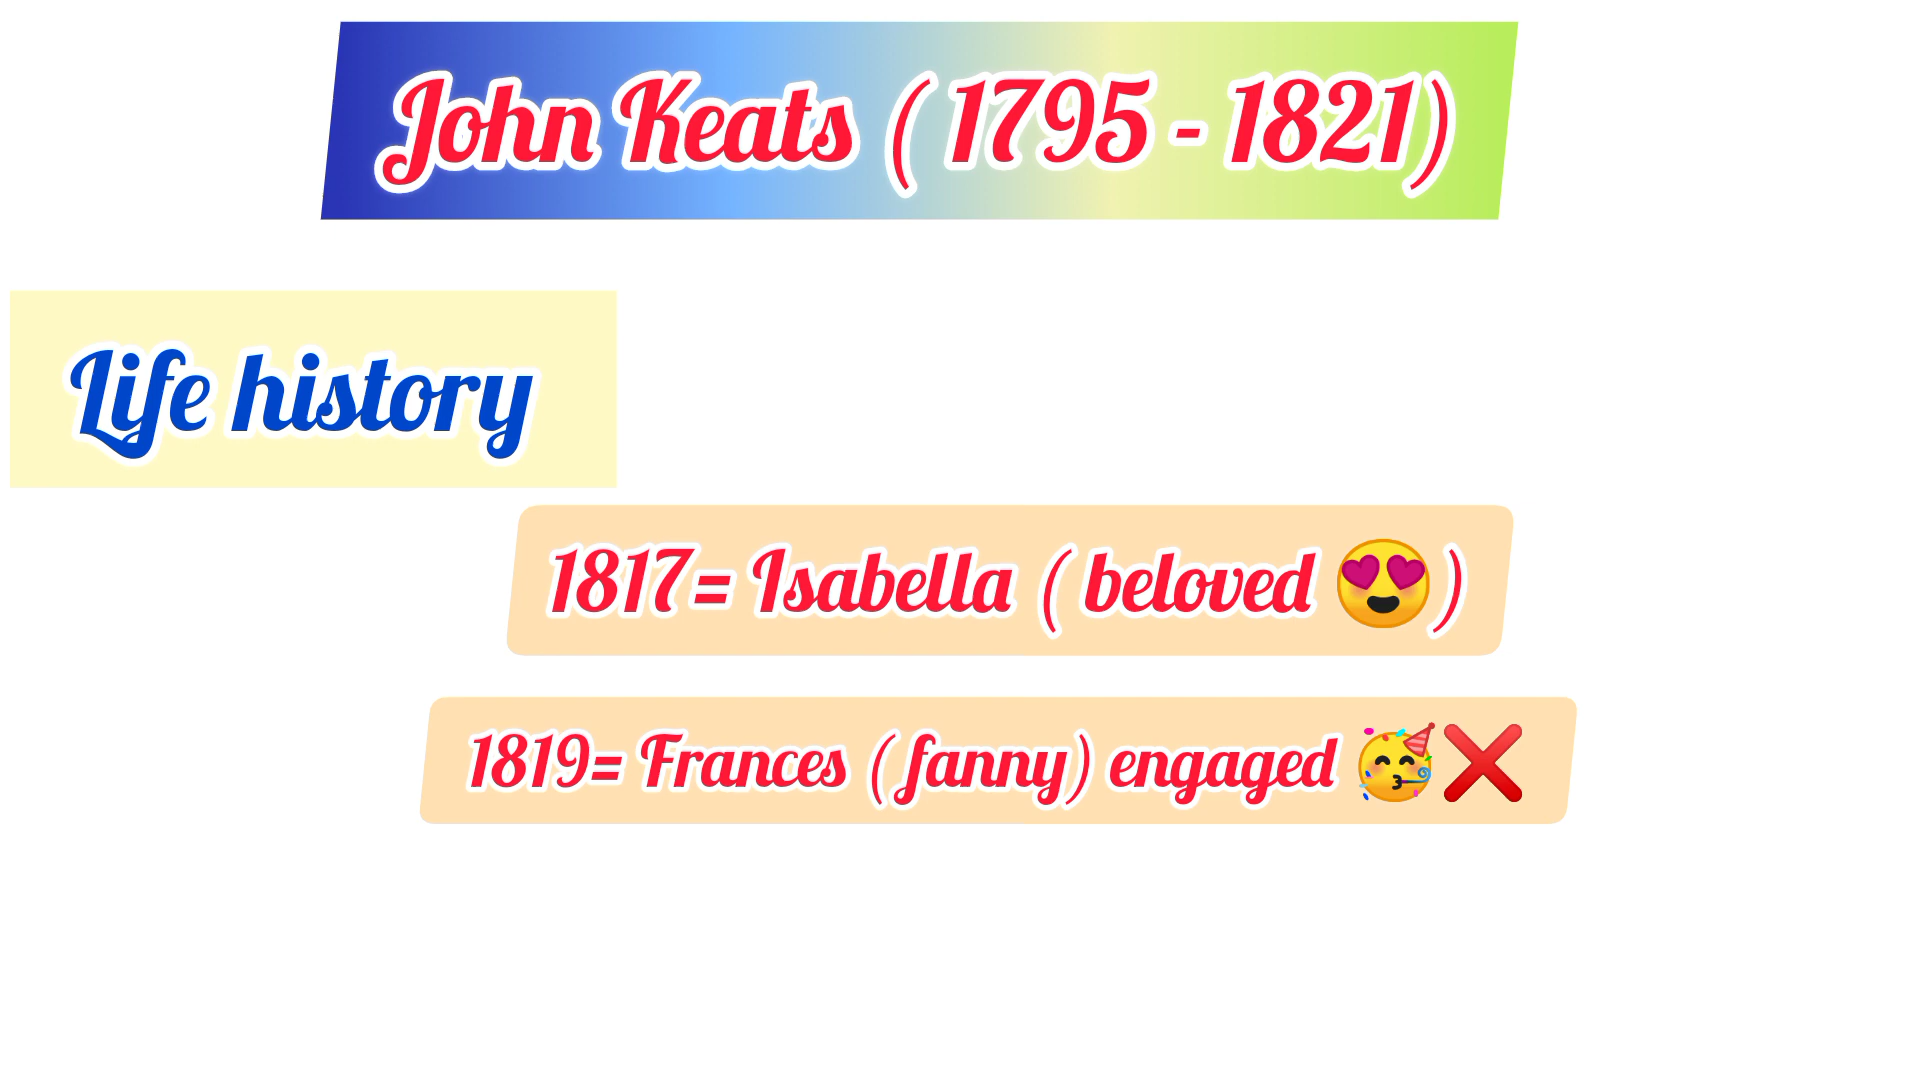 John Keats ( 1795 - 1821)
Life history
1817= Isabella ( beloved 😍)
1819= Frances ( fanny) engaged 🥳❌